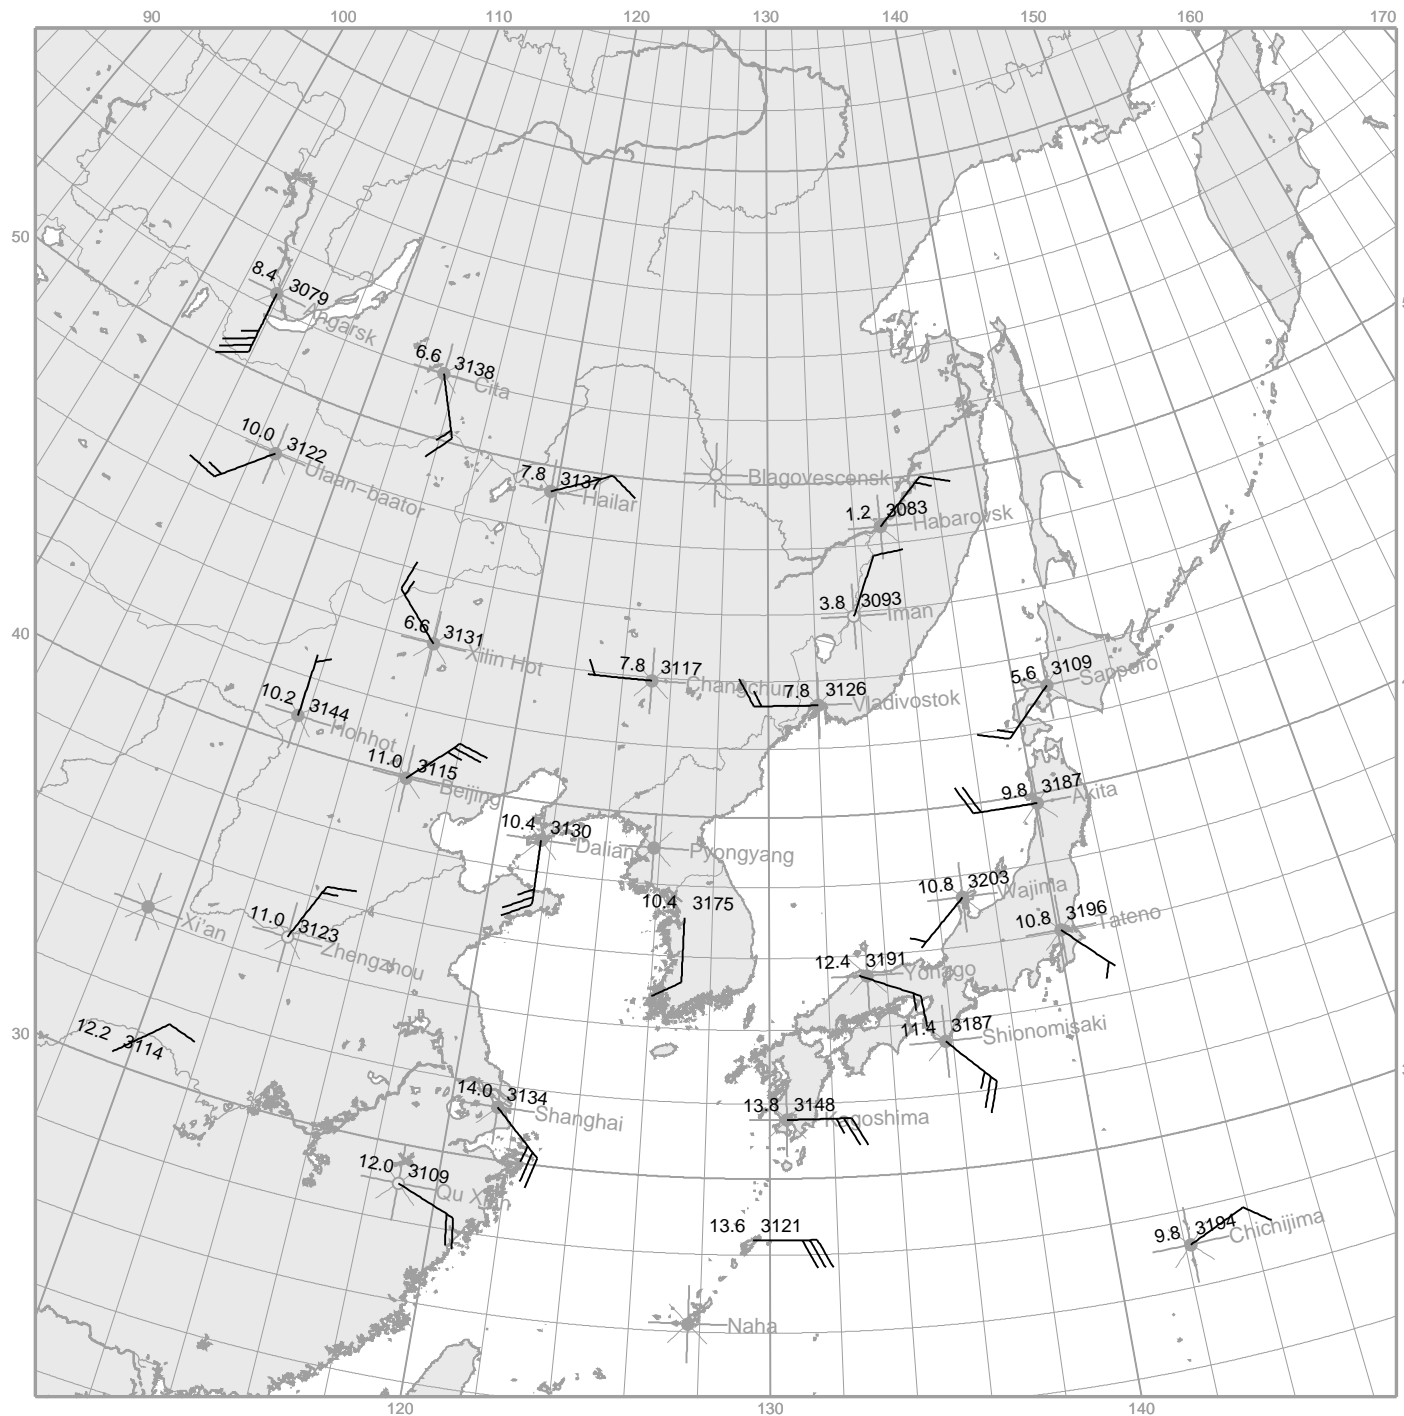 90 100 110 120 130 140 150 160 170
50
8.4 3079
Angarsk
6.6 3138
Cita
10.0 3122
Ulaan-baator
7.8 3137
Hailar
Blagovescensk
1.2 3083
Habarovsk
3.8 3093
Iman
40
6.6 3131
Xilin Hot
7.8 3117
Changchun
7.8 3126
Vladivostok
5.6 3109
Sapporo
10.2 3144
Hohhot
11.0 3115
Beijing
9.8 3187
Akita
10.4 3130
Dalian
Pyongyang
10.8 3203
Wajima
10.4 3175
Xi'an
11.0 3123
Zhengzhou
10.8 3196
Tateno
12.4 3191
Yonago
30
12.2 3114
11.4 3187
Shionomisaki
14.0 3134
Shanghai
13.8 3148
Kagoshima
12.0 3109
Qu Xian
13.6 3121
9.8 3194
Chichijima
Naha
120 130 140